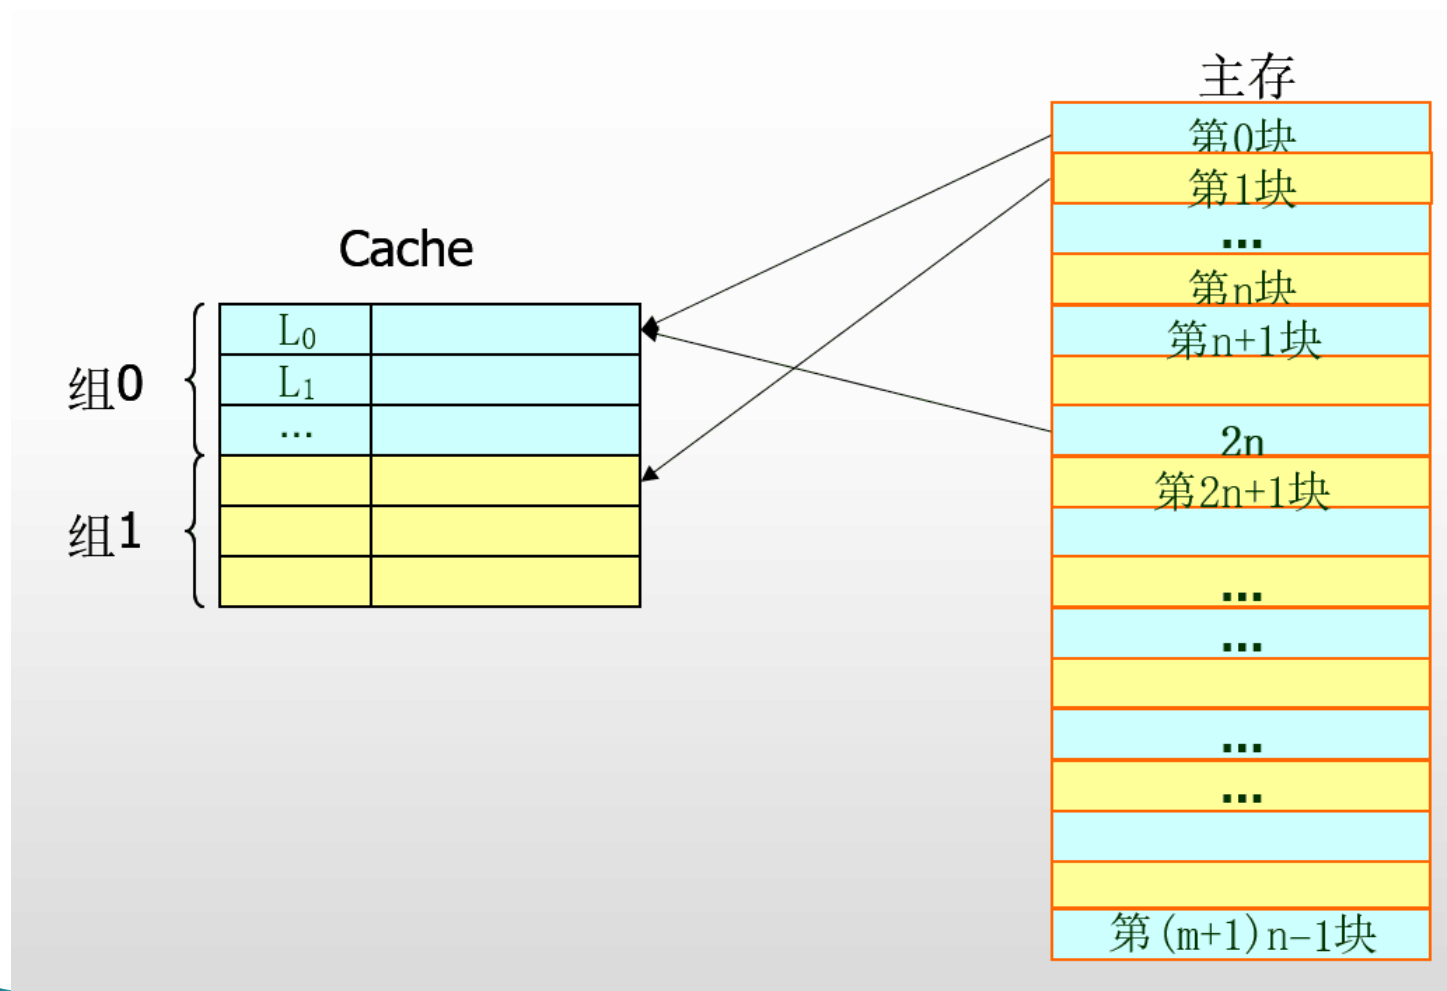 主存
第0块
第1块
...
第n块
第n+1块
2n
第2n+1块
...
...
...
...
第(m+1)n-1块
Cache
组0
L0
L1
...
组1